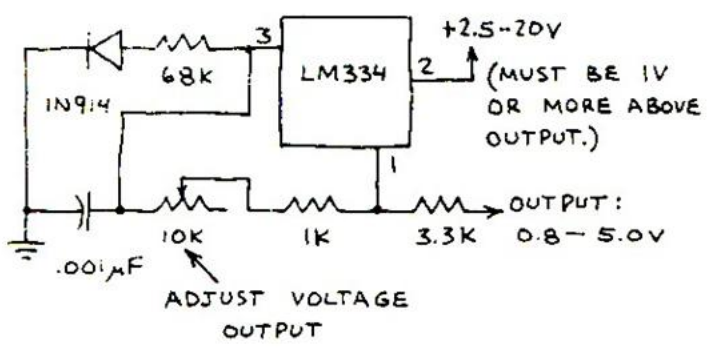 3
+2.5-20V
68K
LM334
2
(MUST BE 1V
OR MORE ABOVE
OUTPUT.)
1N914
1
OUTPUT:
0.8 - 5.0V
10K
1K
3.3K
.001µF
ADJUST VOLTAGE
OUTPUT